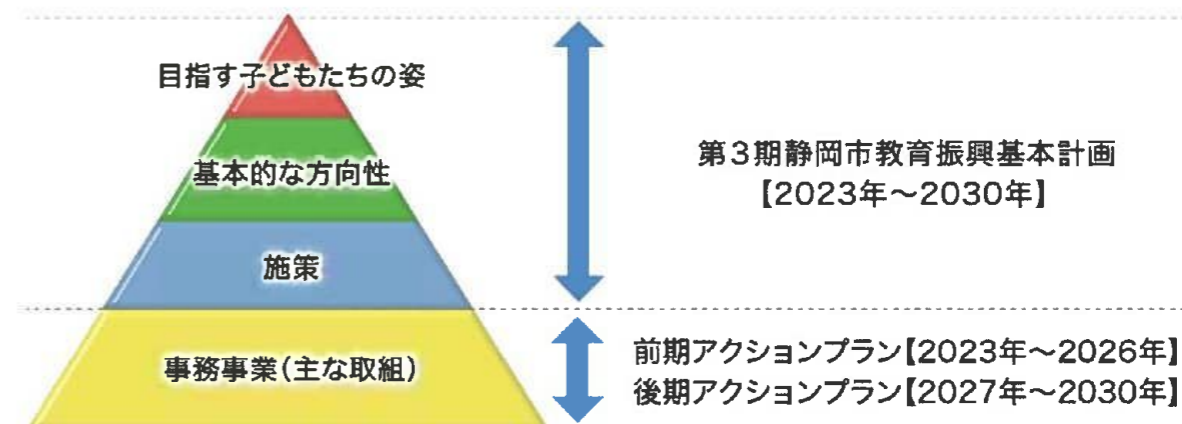 目指す子どもたちの姿
基本的な方向性
施策
事務事業(主な取組)
第3期静岡市教育振興基本計画
【2023年~2030年】
前期アクションプラン【2023年~2026年】
後期アクションプラン【2027年~2030年】